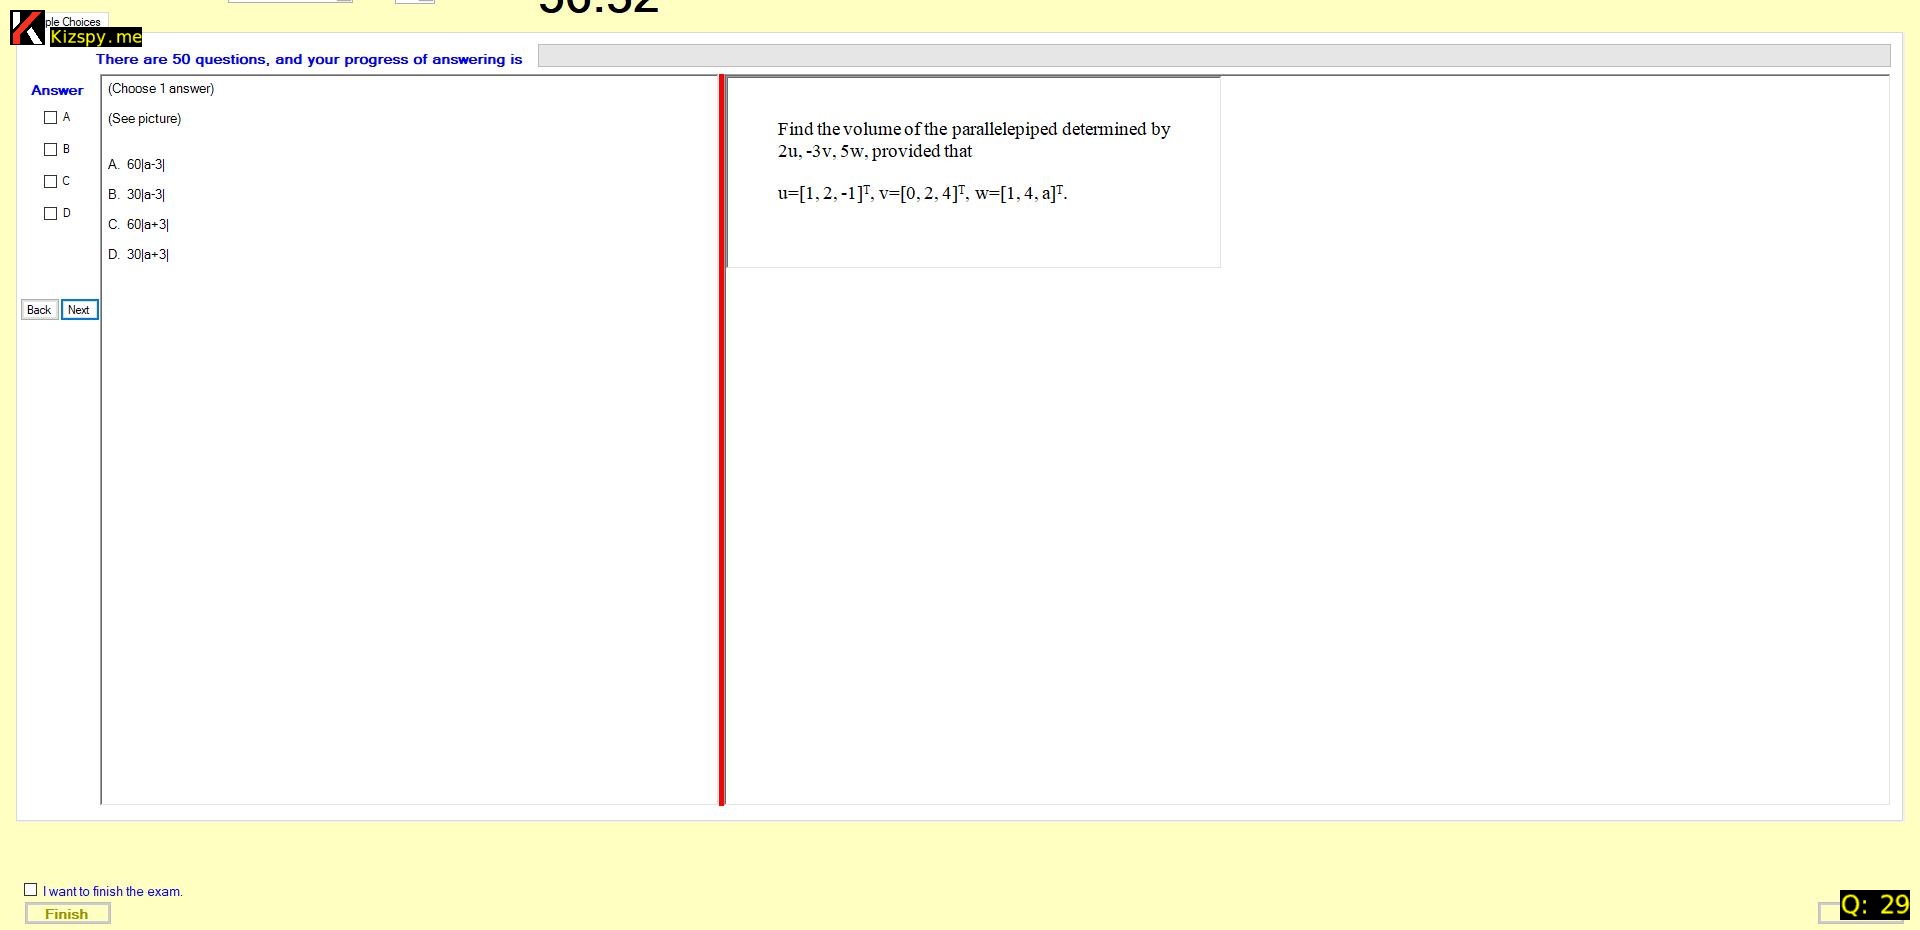 ple Choices
Kizspy.me
There are 50 questions, and your progress of answering is
Answer
A
B
C
D
Back Next
(Choose 1 answer)
(See picture)
A. 60|a-3|
B. 30|a-3|
C. 60|a+3|
D. 30|a+3|
Find the volume of the parallelepiped determined by
2u, -3v, 5w, provided that
u=[1, 2, -1]ᵀ, v=[0, 2, 4]ᵀ, w=[1, 4, a]ᵀ.
I want to finish the exam.
Finish
Q: 29